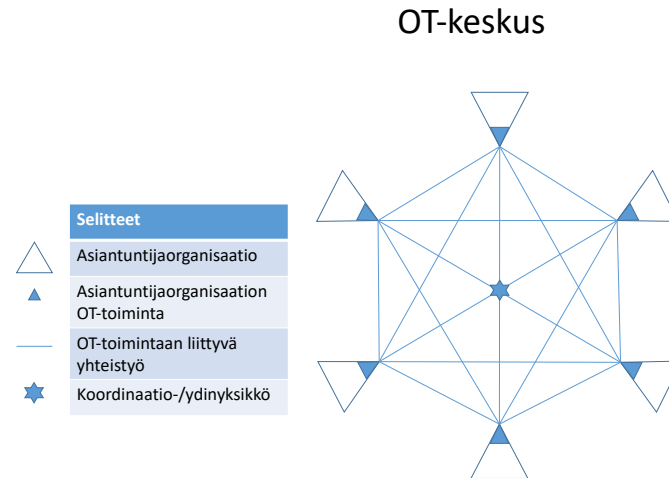 OT-keskus
Selitteet
Asiantuntijaorganisaatio
Asiantuntijaorganisaation
OT-toiminta
OT-toimintaan liittyvä
yhteistyö
Koordinaatio-/ydinyksikkö